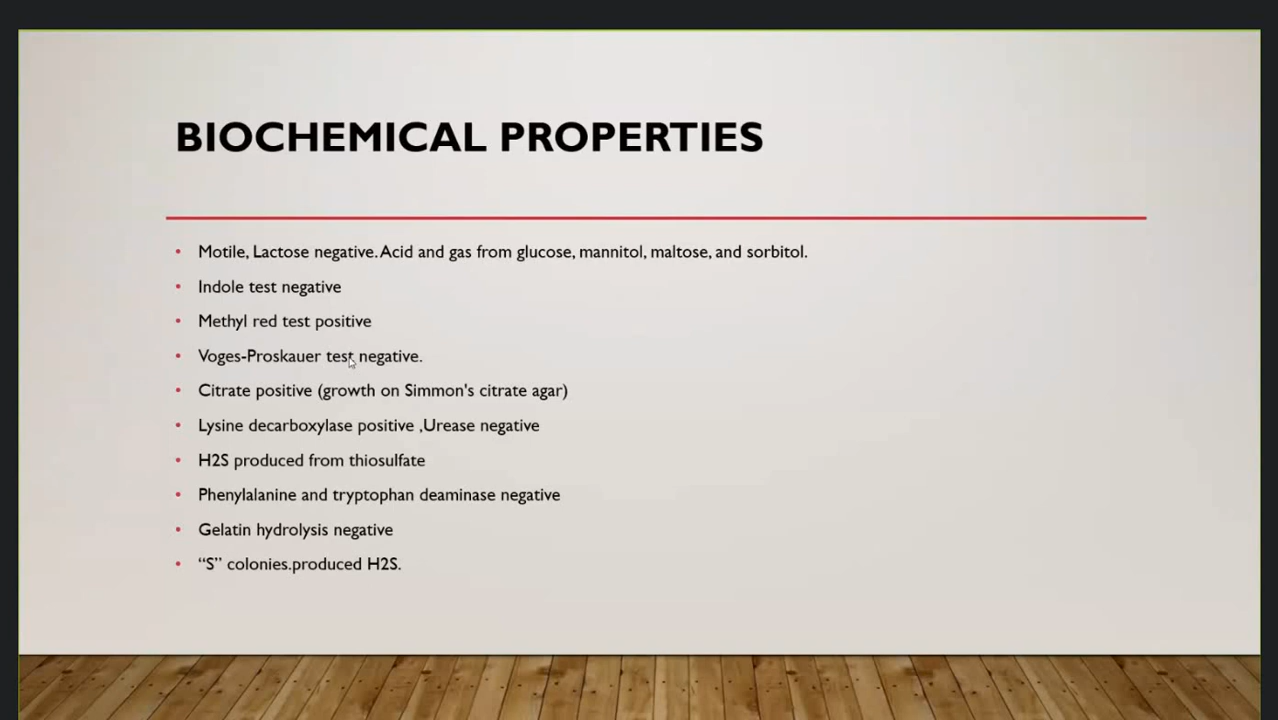 BIOCHEMICAL PROPERTIES
• Motile, Lactose negative. Acid and gas from glucose, mannitol, maltose, and sorbitol.
• Indole test negative
• Methyl red test positive
• Voges-Proskauer test negative.
• Citrate positive (growth on Simmon's citrate agar)
• Lysine decarboxylase positive ,Urease negative
• H2S produced from thiosulfate
• Phenylalanine and tryptophan deaminase negative
• Gelatin hydrolysis negative
• “S” colonies.produced H2S.